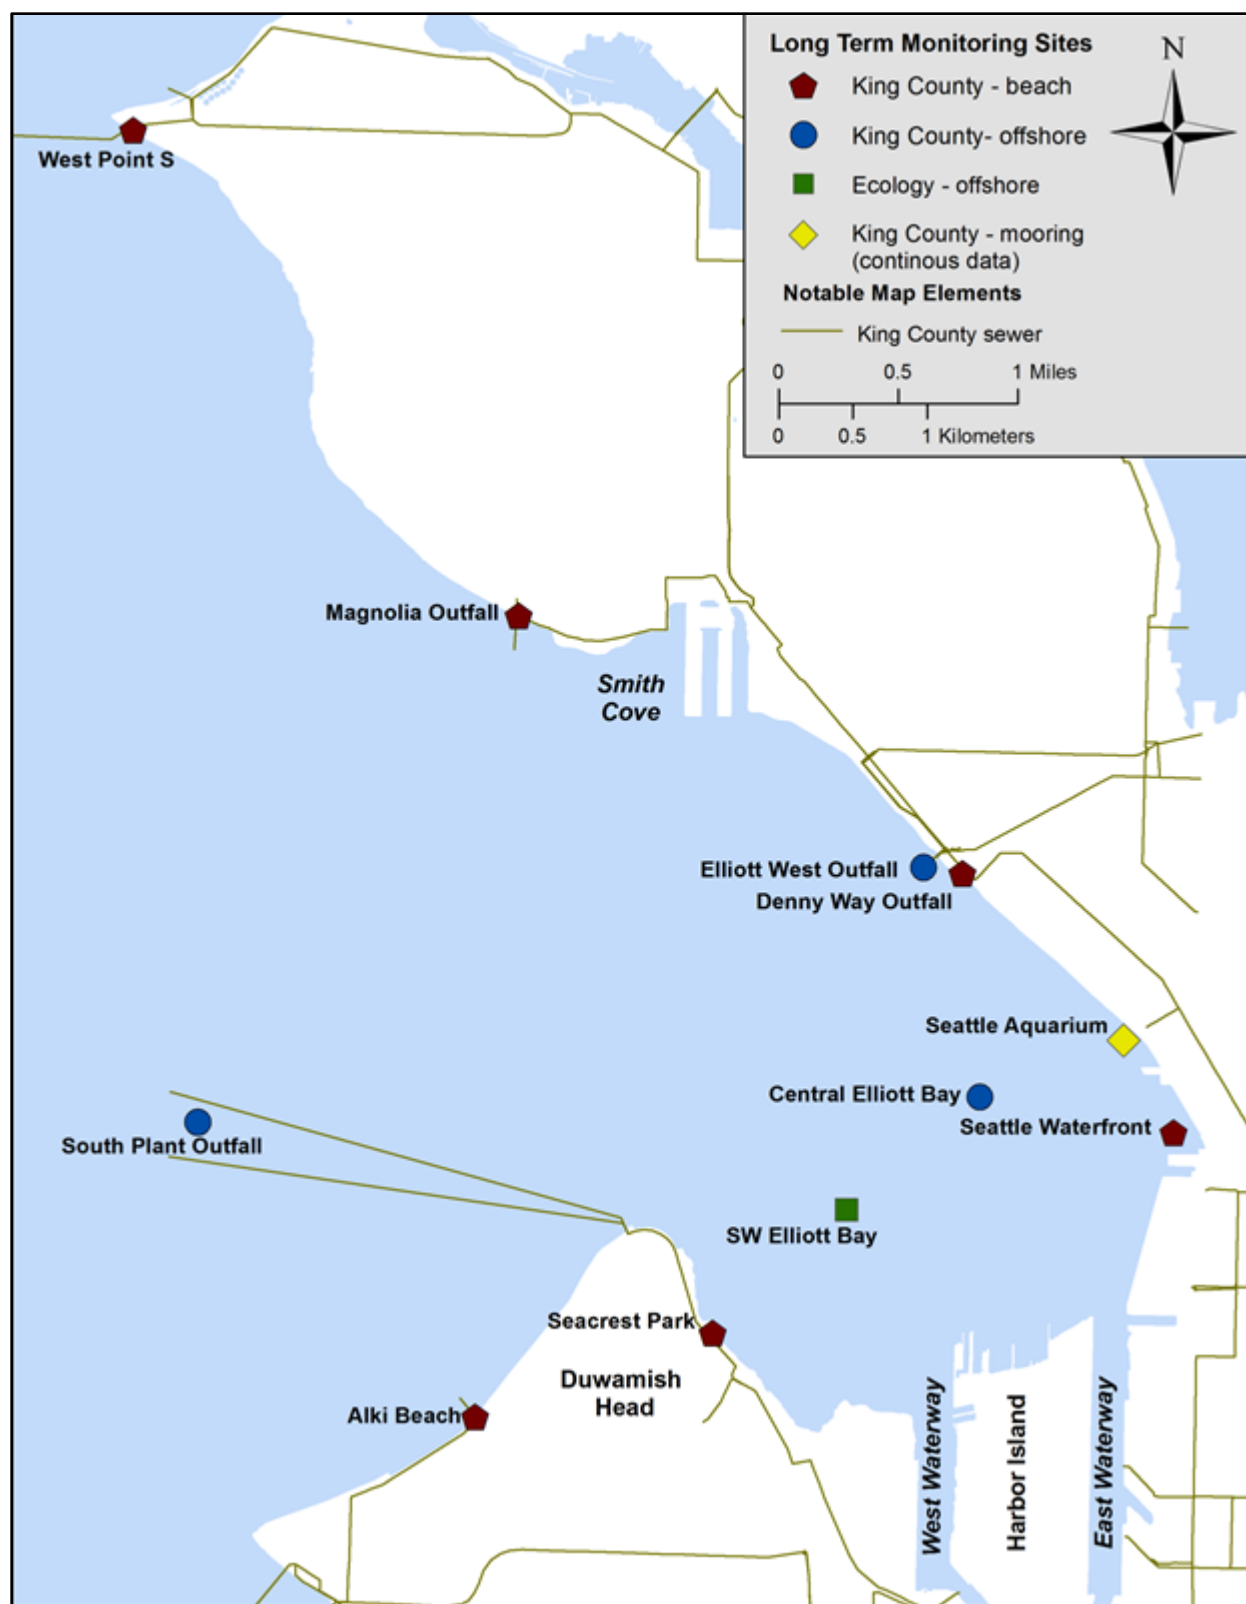 Long Term Monitoring Sites
N
King County - beach
King County- offshore
Ecology - offshore
King County - mooring
(continous data)
Notable Map Elements
King County sewer
0 0.5 1 Miles
0 0.5 1 Kilometers
West Point S
Magnolia Outfall
Smith
Cove
Elliott West Outfall
Denny Way Outfall
Seattle Aquarium
Central Elliott Bay
Seattle Waterfront
South Plant Outfall
SW Elliott Bay
Seacrest Park
Duwamish
Head
Alki Beach
West Waterway
Harbor Island
East Waterway